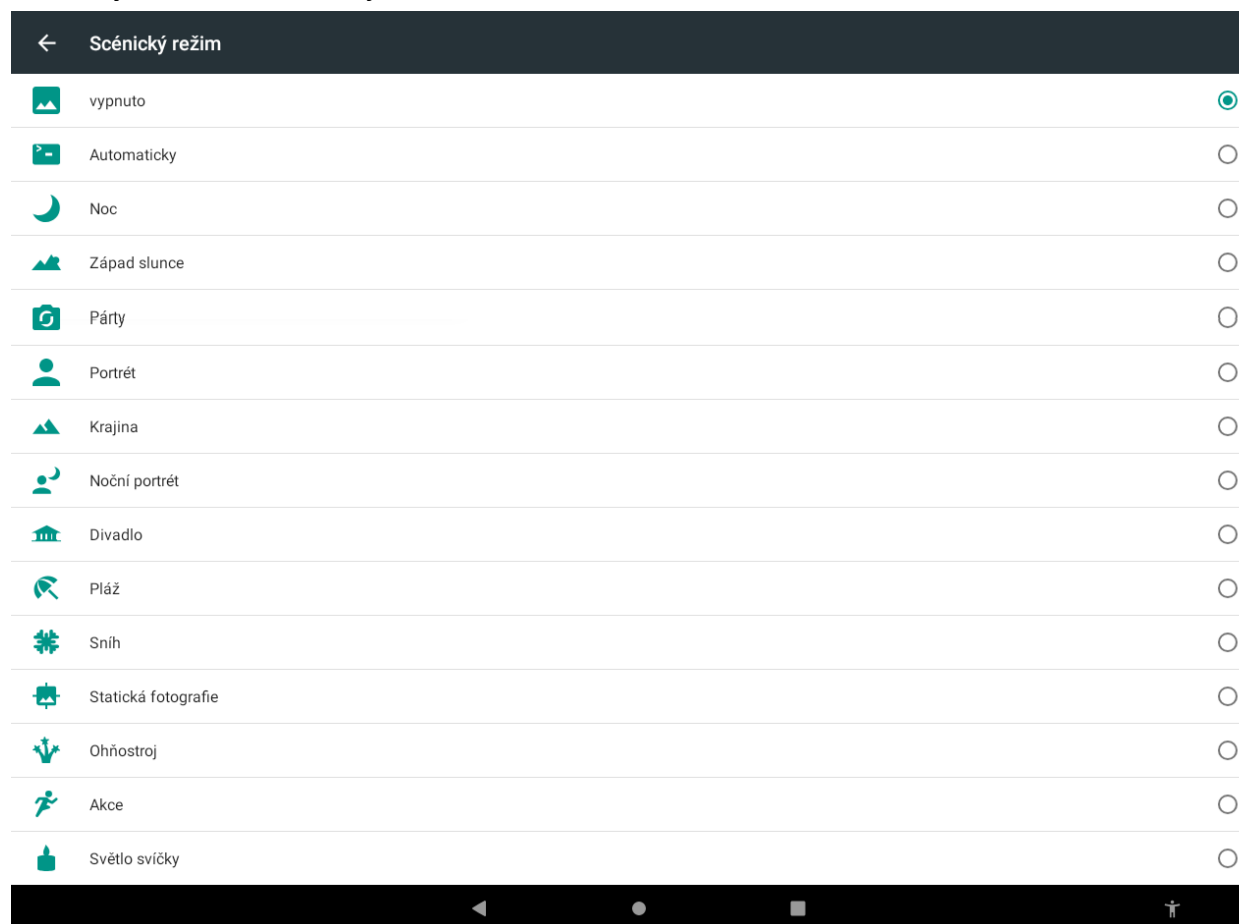 Scénický režim
vypnuto
Automaticky
Noc
Západ slunce
Párty
Portrét
Krajina
Noční portrét
Divadlo
Pláž
Sníh
Statická fotografie
Ohňostroj
Akce
Světlo svíčky